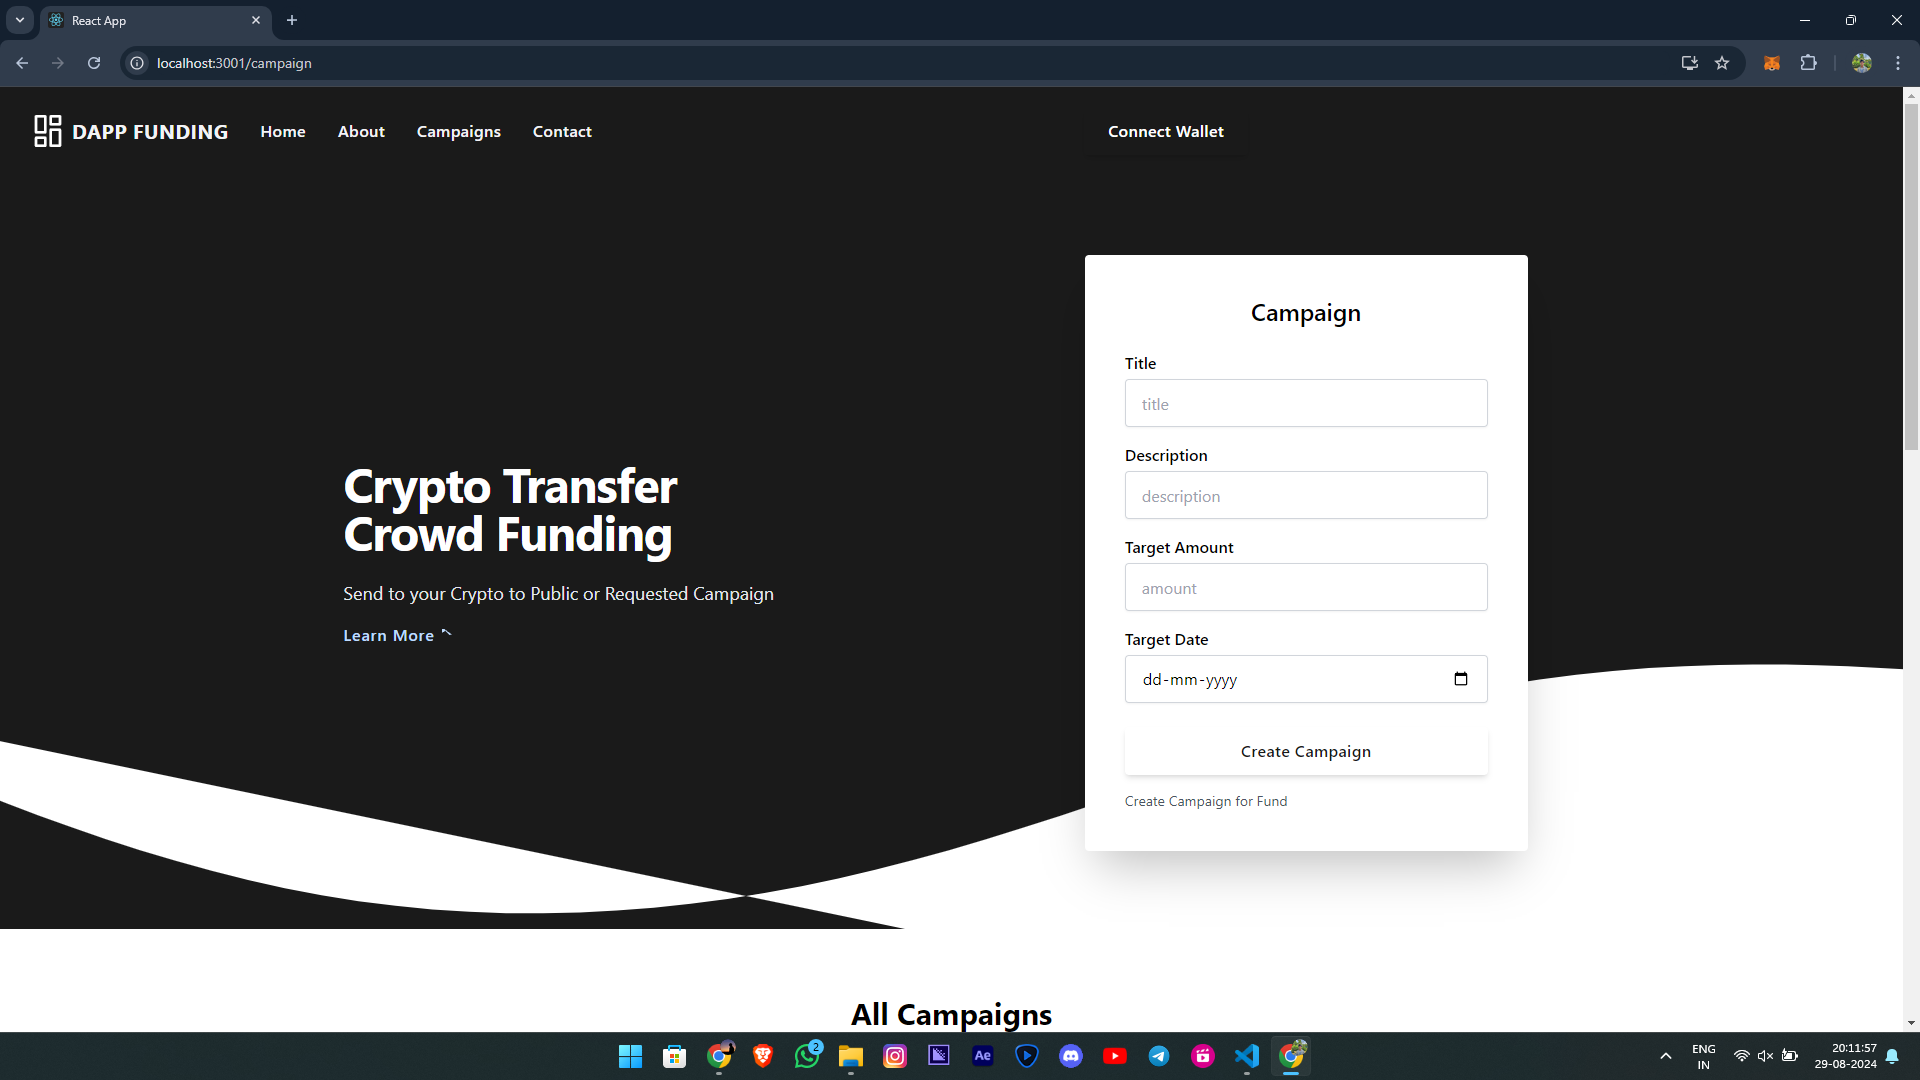 React App
localhost:3001/campaign
DAPP FUNDING
Home
About
Campaigns
Contact
Connect Wallet
Crypto Transfer
Crowd Funding
Send to your Crypto to Public or Requested Campaign
Learn More
Campaign
Title
title
Description
description
Target Amount
amount
Target Date
dd-mm-yyyy
Create Campaign
Create Campaign for Fund
All Campaigns
2
Ae
ENG
IN
20:11:57
29-08-2024